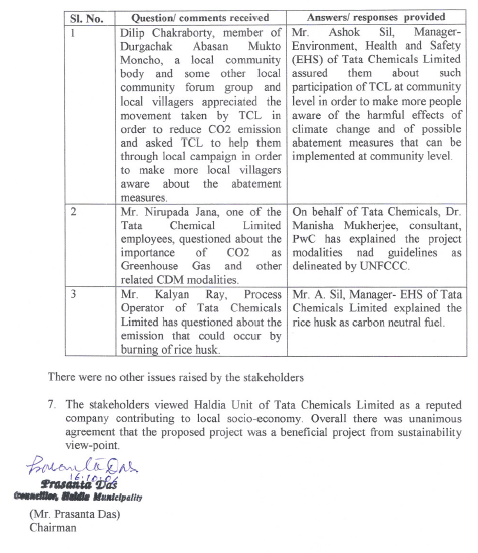 Sl. No.
Question/ comments received
Answers/ responses provided
1
Dilip Chakraborty, member of
Durgachak Abasan Mukto
Moncho, a local community
body and some other local
community forum group and
local villagers appreciated the
movement taken by TCL in
order to reduce CO2 emission
and asked TCL to help them
through local campaign in order
to make more local villagers
aware about the abatement
measures.
Mr. Ashok Sil, Manager-
Environment, Health and Safety
(EHS) of Tata Chemicals Limited
assured them about such
participation of TCL at community
level in order to make more people
aware of the harmful effects of
climate change and of possible
abatement measures that can be
implemented at community level.
2
Mr. Nirupada Jana, one of the
Tata Chemical Limited
employees, questioned about the
importance of CO2 as
Greenhouse Gas and other
related CDM modalities.
On behalf of Tata Chemicals, Dr.
Manisha Mukherjee, consultant,
PwC has explained the project
modalities nad guidelines as
delineated by UNFCCC.
3
Mr. Kalyan Ray, Process
Operator of Tata Chemicals
Limited has questioned about the
emission that could occur by
burning of rice husk.
Mr. A. Sil, Manager- EHS of Tata
Chemicals Limited explained the
rice husk as carbon neutral fuel.
There were no other issues raised by the stakeholders
7. The stakeholders viewed Haldia Unit of Tata Chemicals Limited as a reputed
company contributing to local socio-economy. Overall there was unanimous
agreement that the proposed project was a beneficial project from sustainability
view-point.
Prasanta Das
Prasanta Das
Councillor, Haldia Municipality
(Mr. Prasanta Das)
Chairman